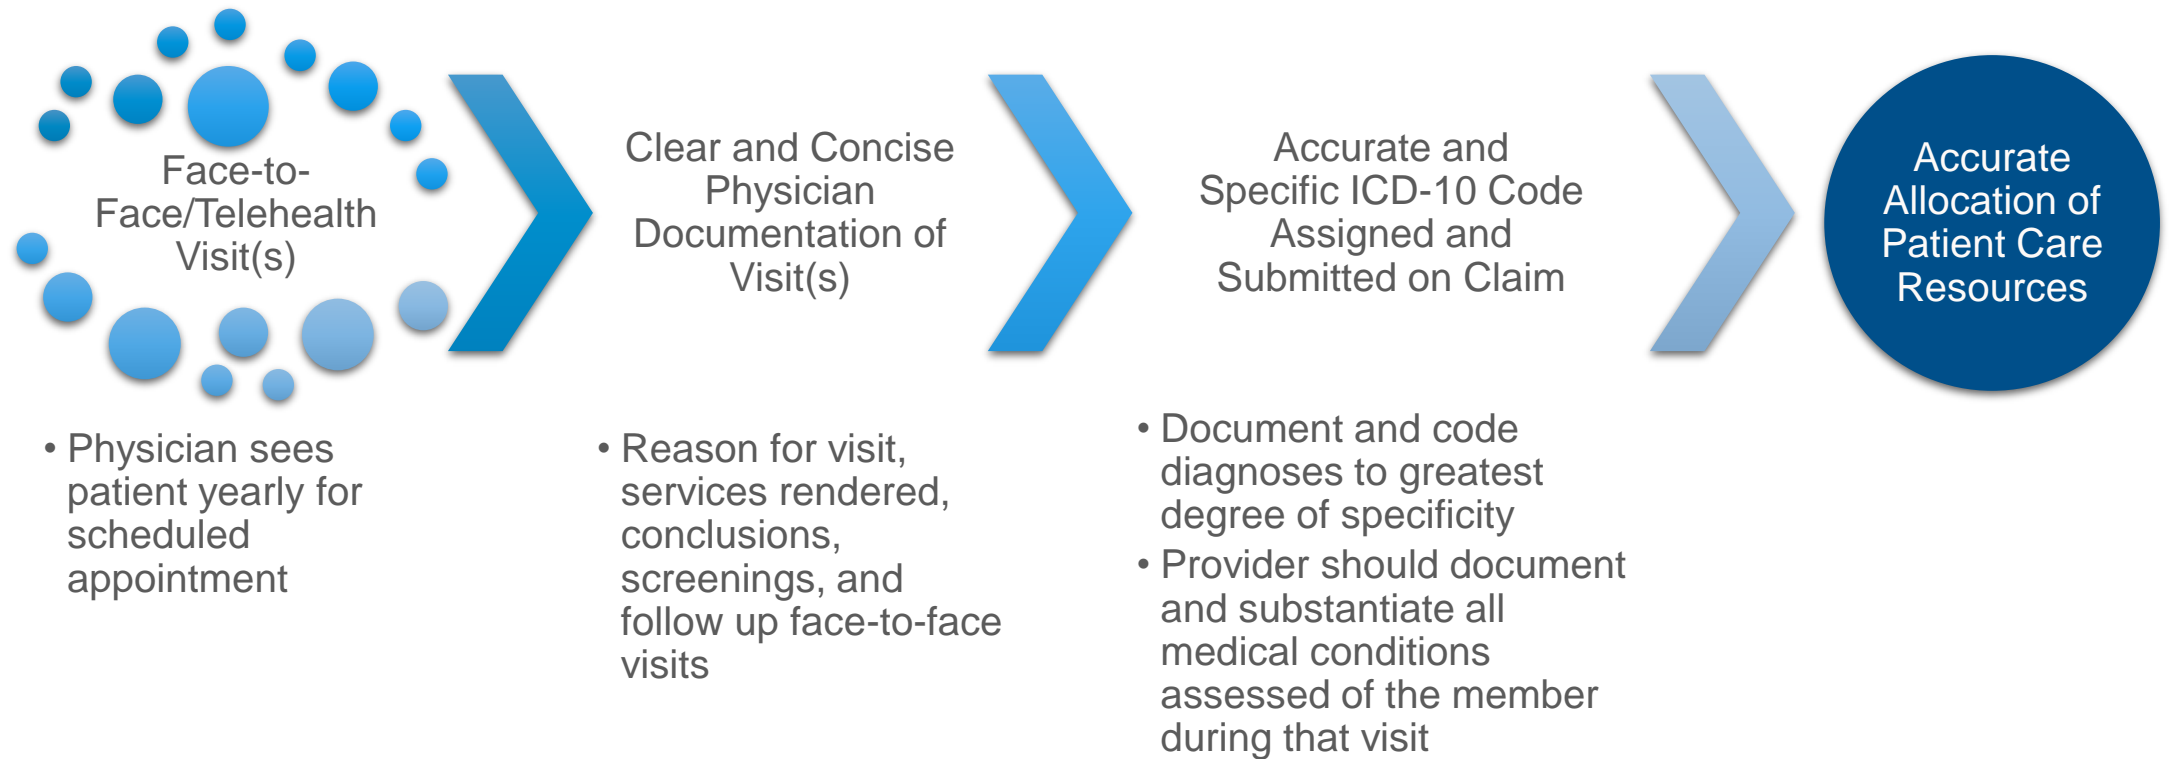 Face-to-
Face/Telehealth
Visit(s)
• Physician sees
patient yearly for
scheduled
appointment
Clear and Concise
Physician
Documentation of
Visit(s)
• Reason for visit,
services rendered,
conclusions,
screenings, and
follow up face-to-face
visits
Accurate and
Specific ICD-10 Code
Assigned and
Submitted on Claim
• Document and code
diagnoses to greatest
degree of specificity
• Provider should document
and substantiate all
medical conditions
assessed of the member
during that visit
Accurate
Allocation of
Patient Care
Resources